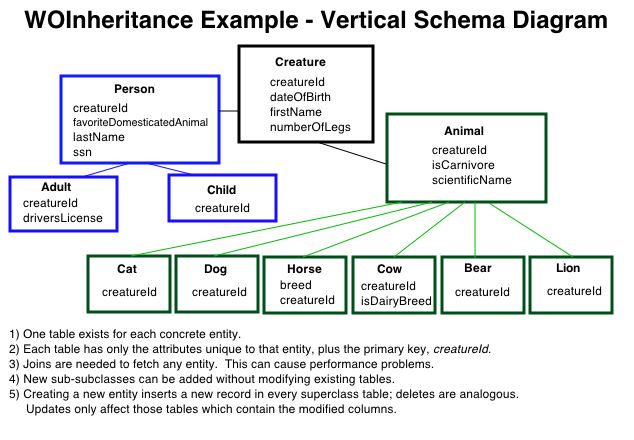 WOInheritance Example - Vertical Schema Diagram
Creature
creatureId
dateOfBirth
firstName
numberOfLegs
Person
creatureId
favoriteDomesticatedAnimal
lastName
ssn
Animal
creatureId
isCarnivore
scientificName
Adult
creatureId
driversLicense
Child
creatureId
Cat
creatureId
Dog
creatureId
Horse
breed
creatureId
Cow
creatureId
isDairyBreed
Bear
creatureId
Lion
creatureId
1) One table exists for each concrete entity.
2) Each table has only the attributes unique to that entity, plus the primary key, creatureId.
3) Joins are needed to fetch any entity. This can cause performance problems.
4) New sub-subclasses can be added without modifying existing tables.
5) Creating a new entity inserts a new record in every superclass table; deletes are analogous.
Updates only affect those tables which contain the modified columns.